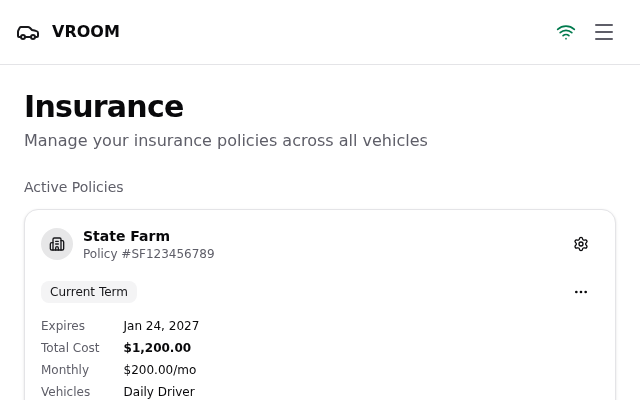 VROOM
Insurance
Manage your insurance policies across all vehicles
Active Policies
State Farm
Policy #SF123456789
Current Term
Expires Jan 24, 2027
Total Cost $1,200.00
Monthly $200.00/mo
Vehicles Daily Driver